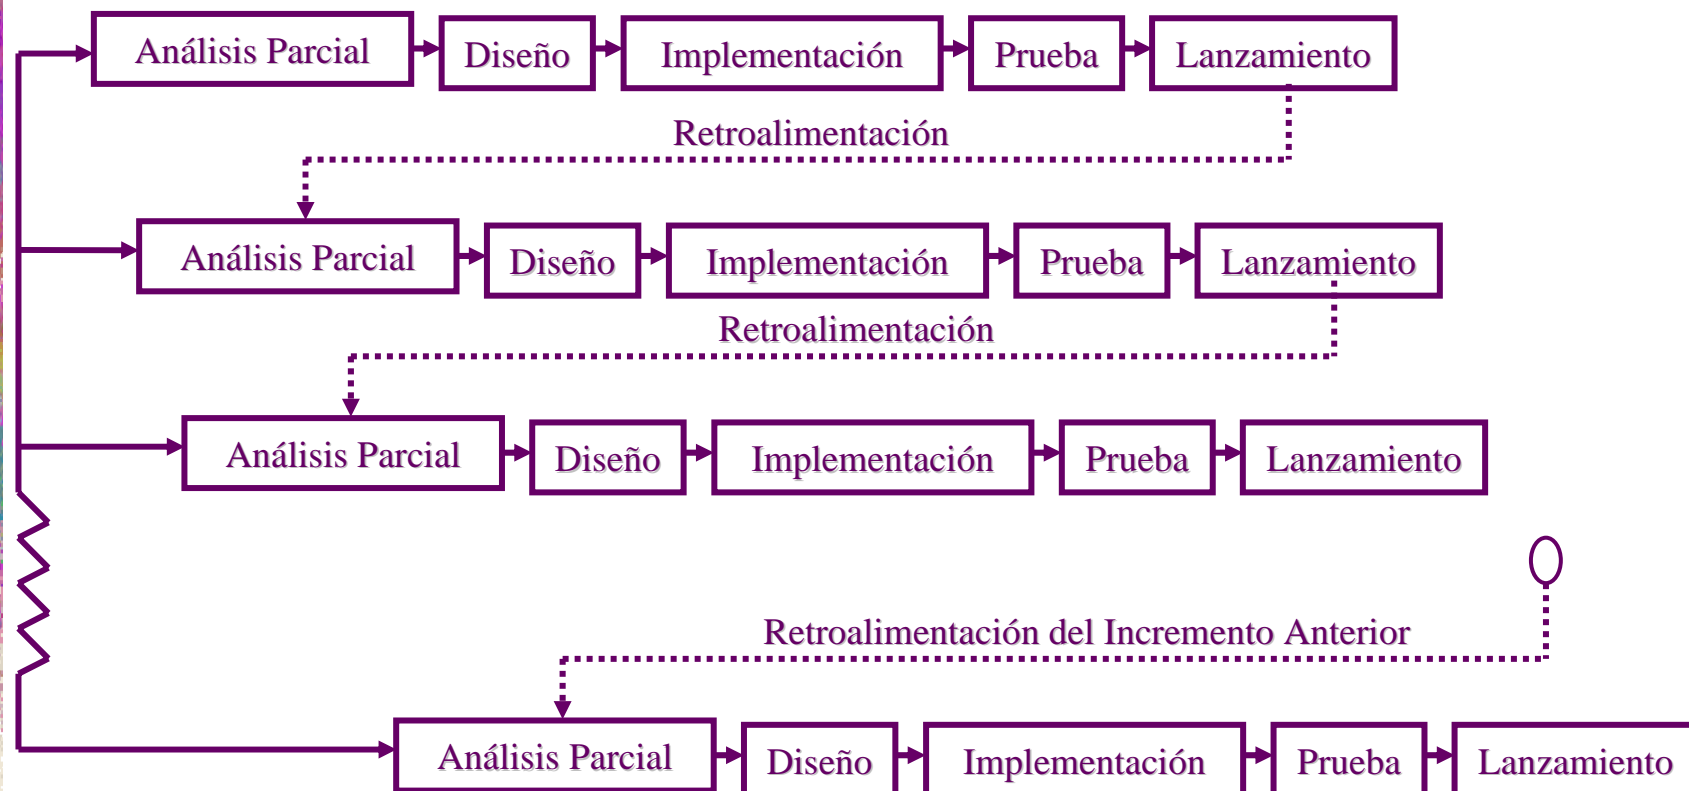 Análisis Parcial Diseño Implementación Prueba Lanzamiento
Retroalimentación
Análisis Parcial Diseño Implementación Prueba Lanzamiento
Retroalimentación
Análisis Parcial Diseño Implementación Prueba Lanzamiento
Retroalimentación del Incremento Anterior
Análisis Parcial Diseño Implementación Prueba Lanzamiento